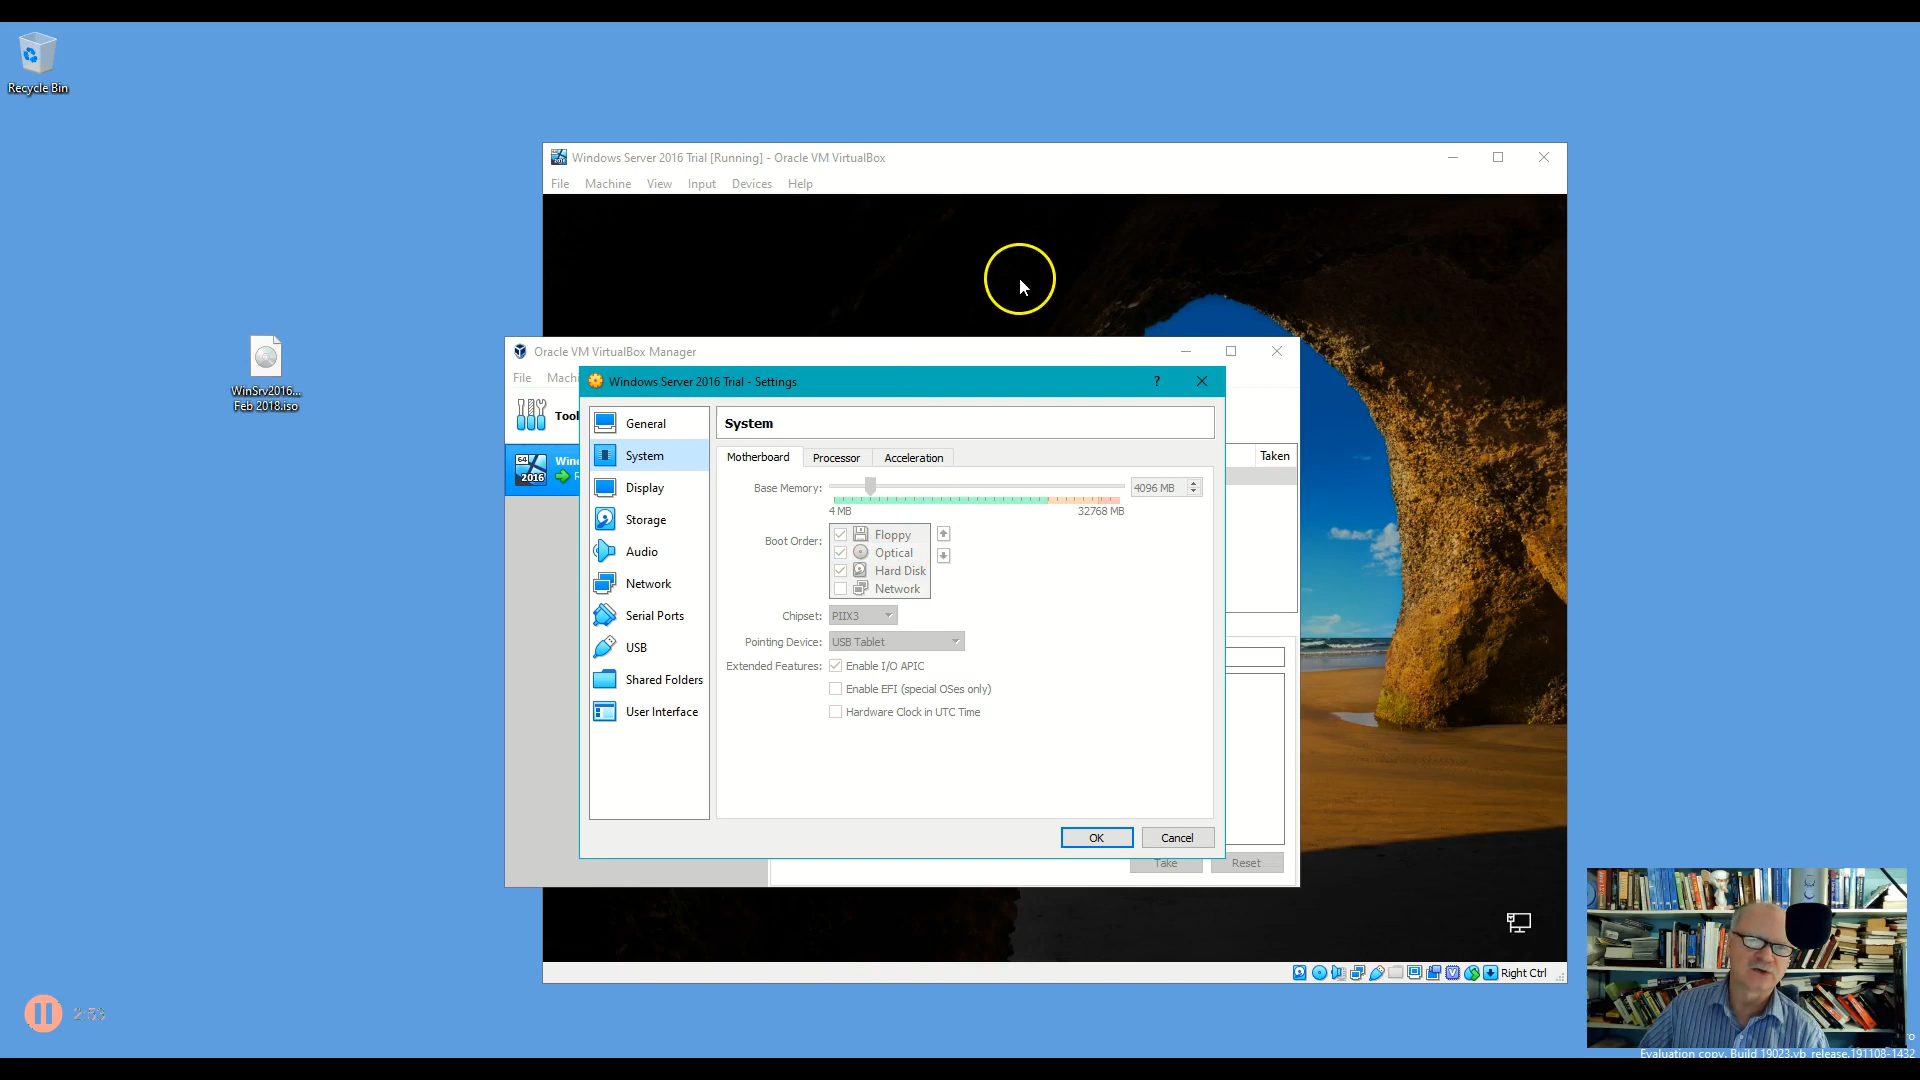 Recycle Bin
WinSrv2016...
Feb 2018.iso
Windows Server 2016 Trial [Running] - Oracle VM VirtualBox
File Machine View Input Devices Help
Oracle VM VirtualBox Manager
File Machi
Tool
64
2016
Wind
Taken
Windows Server 2016 Trial - Settings
?
General
System
Display
Storage
Audio
Network
Serial Ports
USB
Shared Folders
User Interface
System
Motherboard Processor Acceleration
Base Memory: 4096 MB
4 MB 32768 MB
Boot Order:
Floppy
Optical
Hard Disk
Network
Chipset: PIIX3
Pointing Device: USB Tablet
Extended Features: Enable I/O APIC
Enable EFI (special OSes only)
Hardware Clock in UTC Time
OK Cancel
Take Reset
Right Ctrl
2:53
Evaluation copy. Build 19023.vb_release.191108-1432